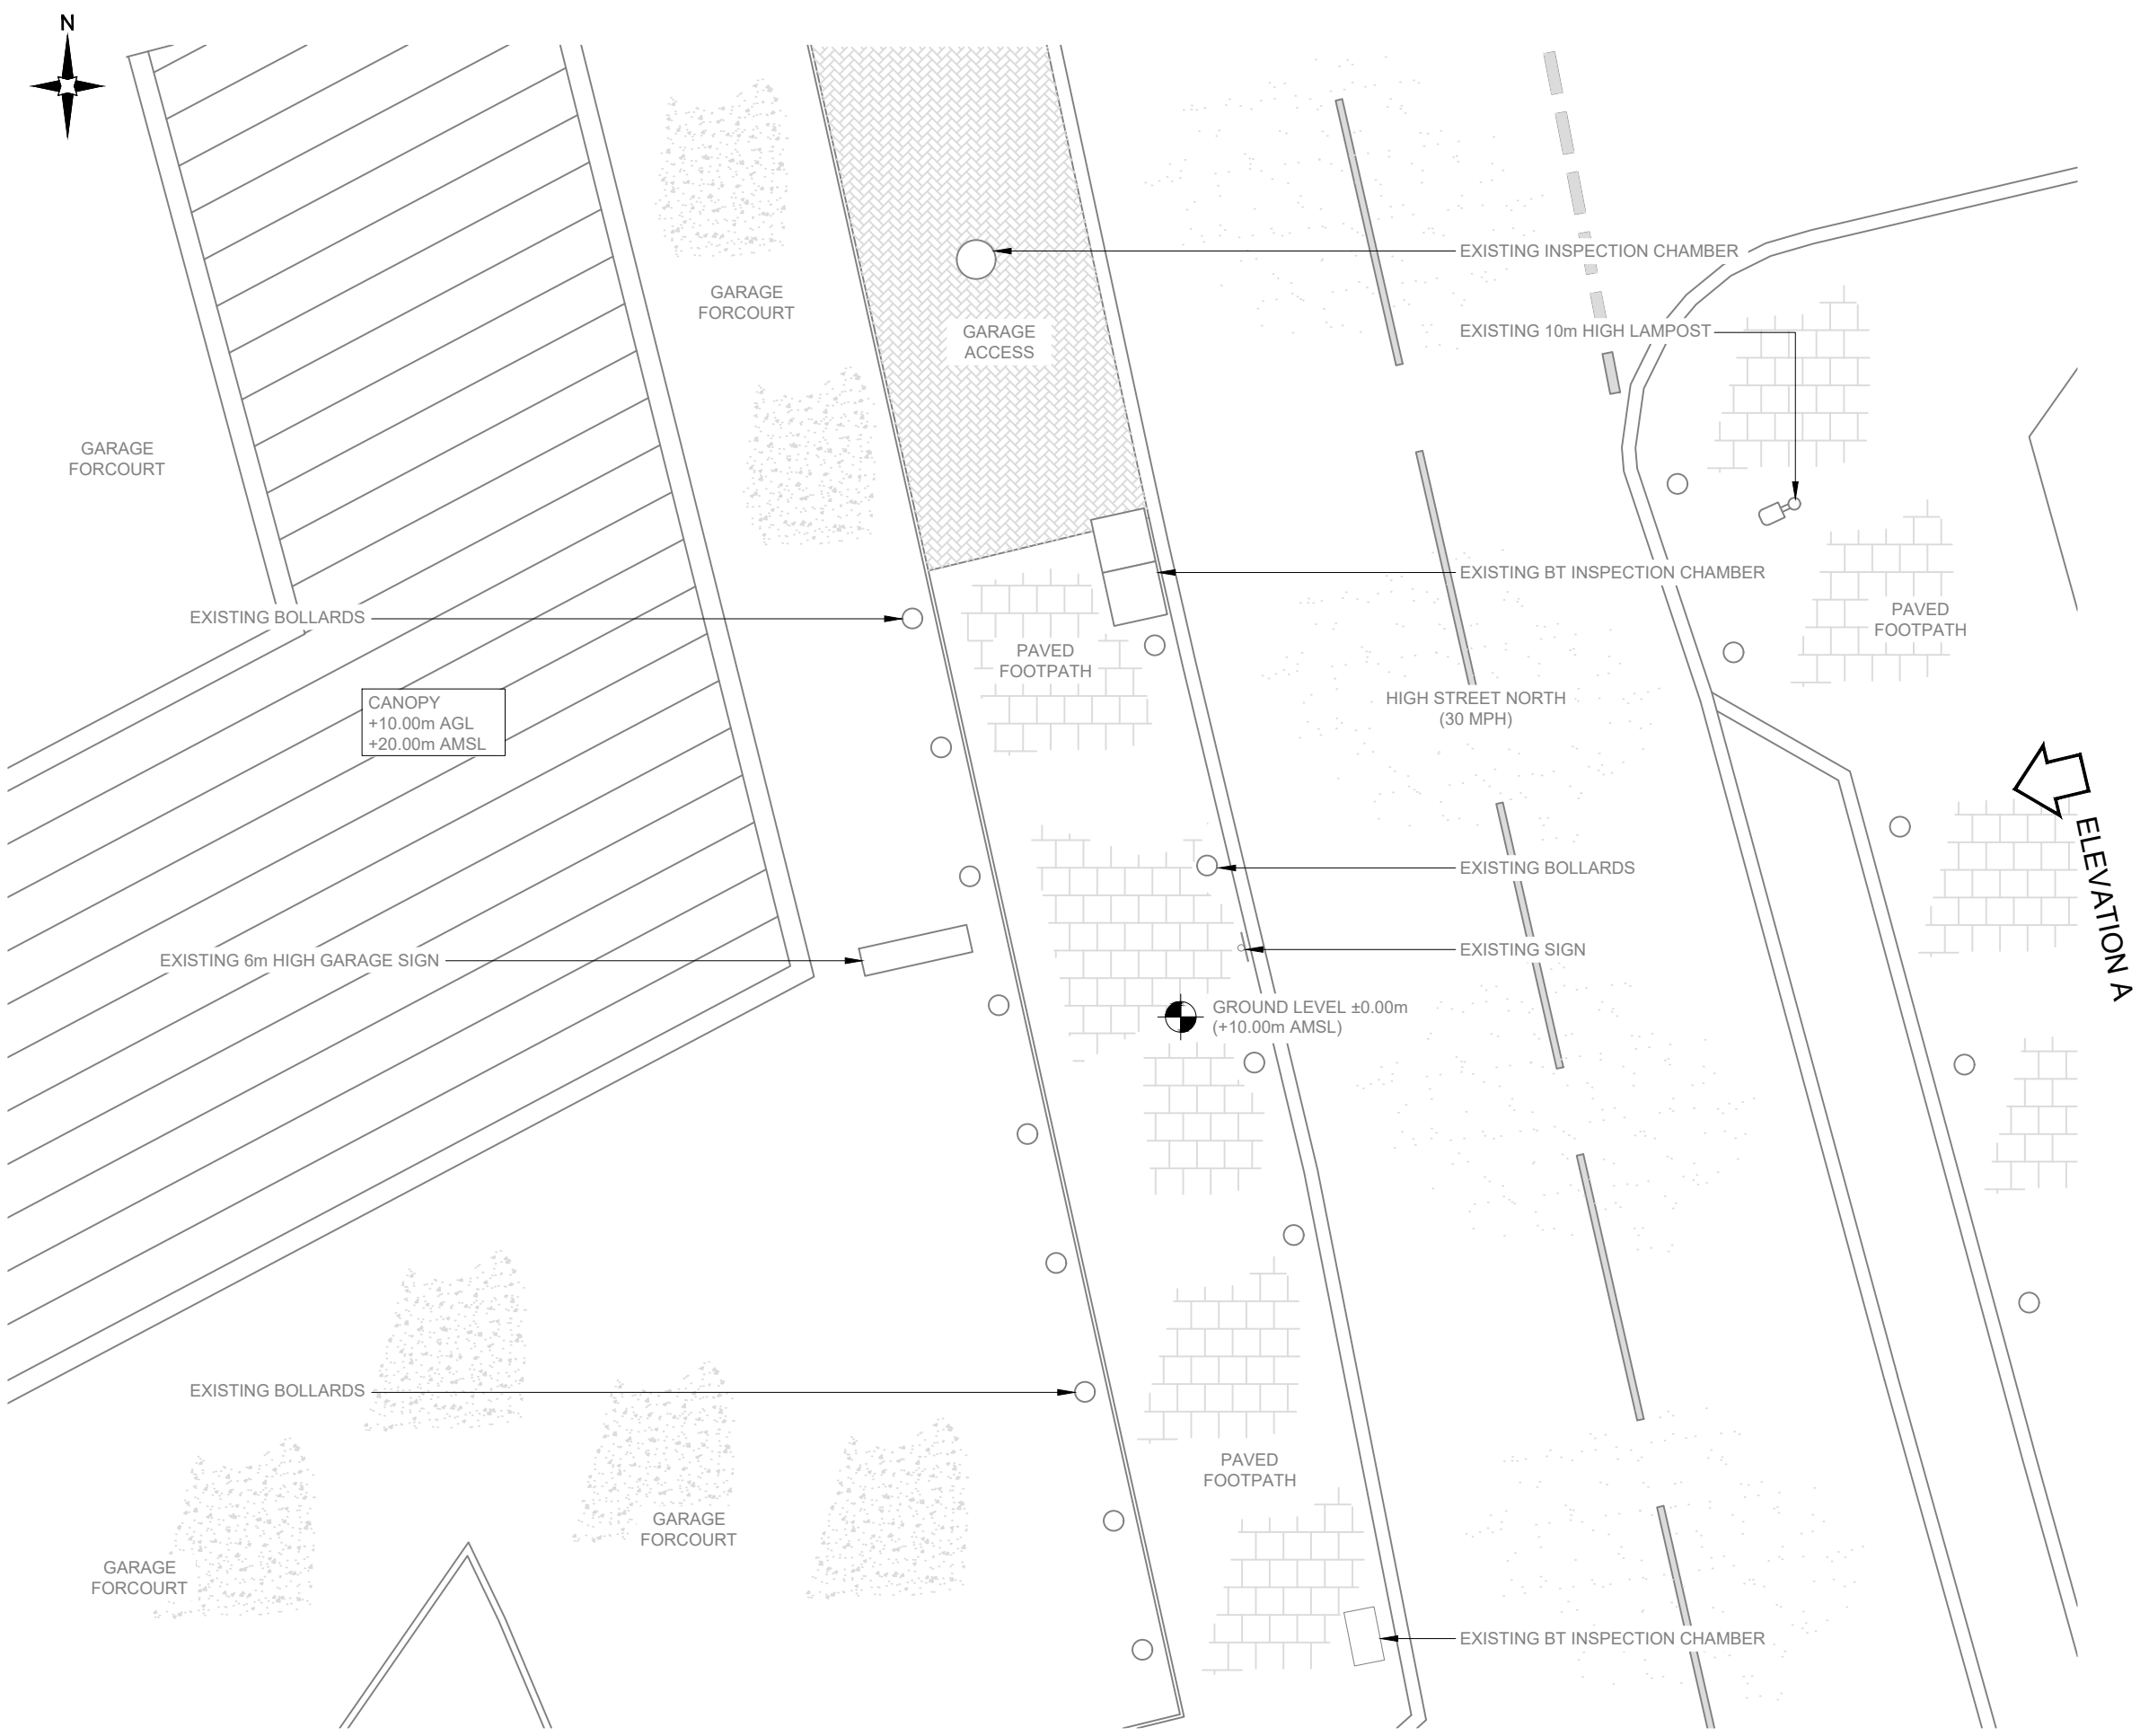 N
EXISTING INSPECTION CHAMBER
GARAGE
FORCOURT
GARAGE
ACCESS
EXISTING 10m HIGH LAMPOST
GARAGE
FORCOURT
EXISTING BT INSPECTION CHAMBER
EXISTING BOLLARDS
PAVED
FOOTPATH
PAVED
FOOTPATH
CANOPY
+10.00m AGL
+20.00m AMSL
HIGH STREET NORTH
(30 MPH)
ELEVATION A
EXISTING BOLLARDS
EXISTING SIGN
EXISTING 6m HIGH GARAGE SIGN
GROUND LEVEL ±0.00m
(+10.00m AMSL)
EXISTING BOLLARDS
PAVED
FOOTPATH
GARAGE
FORCOURT
GARAGE
FORCOURT
EXISTING BT INSPECTION CHAMBER